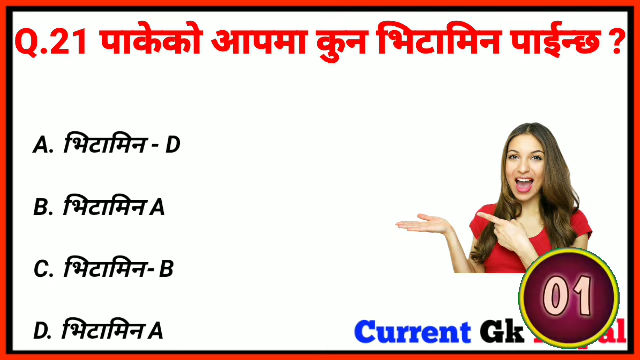 Q.21 पाकेको आपमा कुन भिटामिन पाईन्छ ?
A. भिटामिन - D
B. भिटामिन A
C. भिटामिन- B
D. भिटामिन A
01
Current Gk